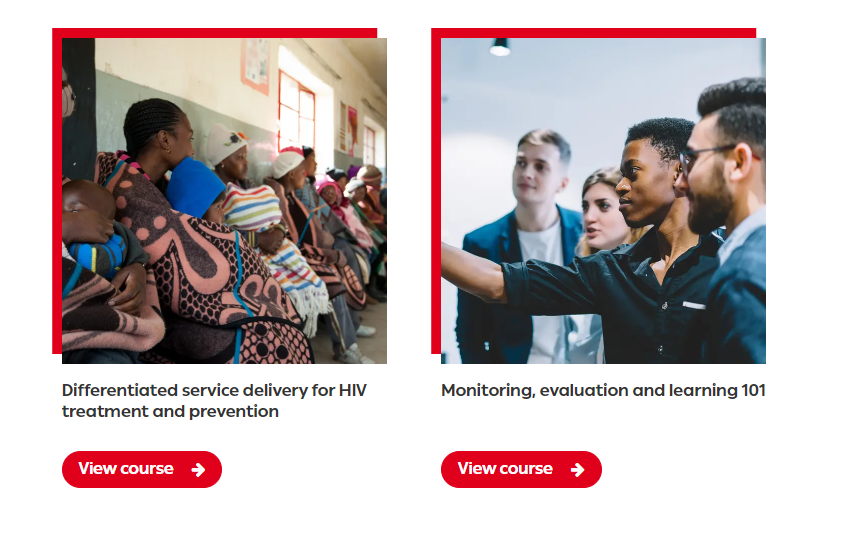 Differentiated service delivery for HIV
treatment and prevention
Monitoring, evaluation and learning 101
View course
View course